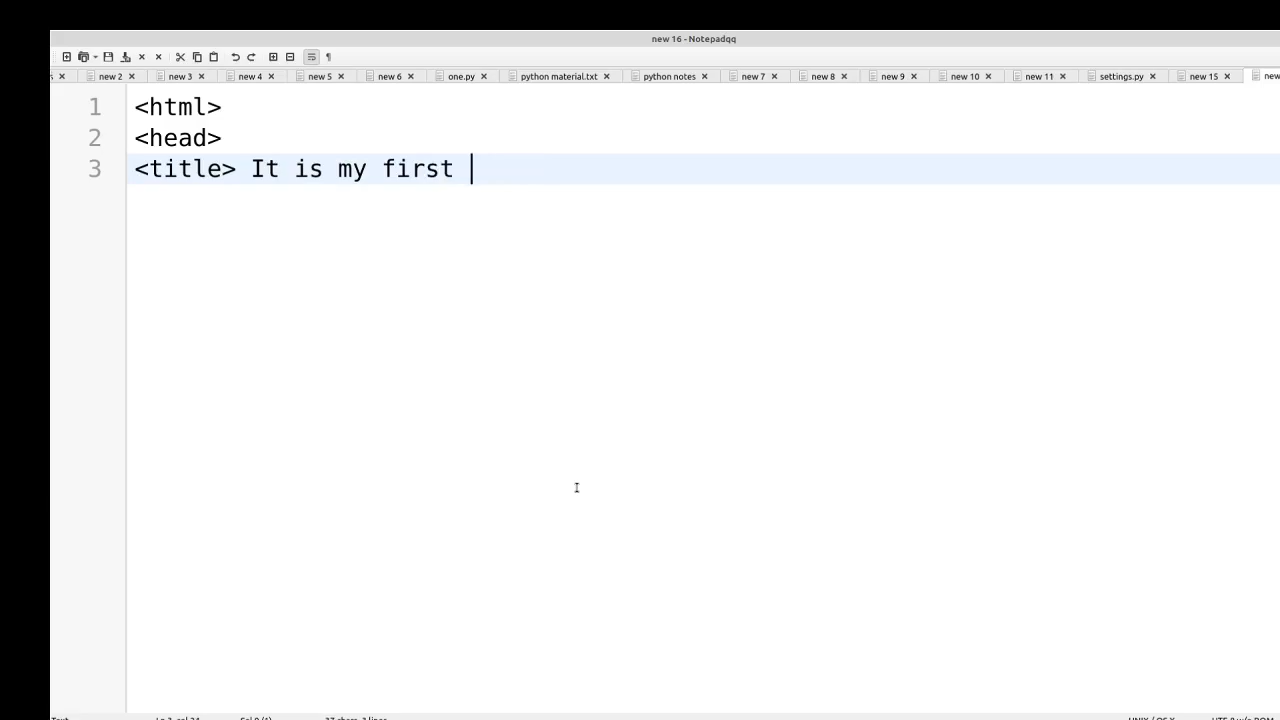 new 16 - Notepadqq
new 2 new 3 new 4 new 5 new 6 one.py python material.txt python notes new 7 new 8 new 9 new 10 new 11 settings.py new 15 new
1 <html>
2 <head>
3 <title> It is my first